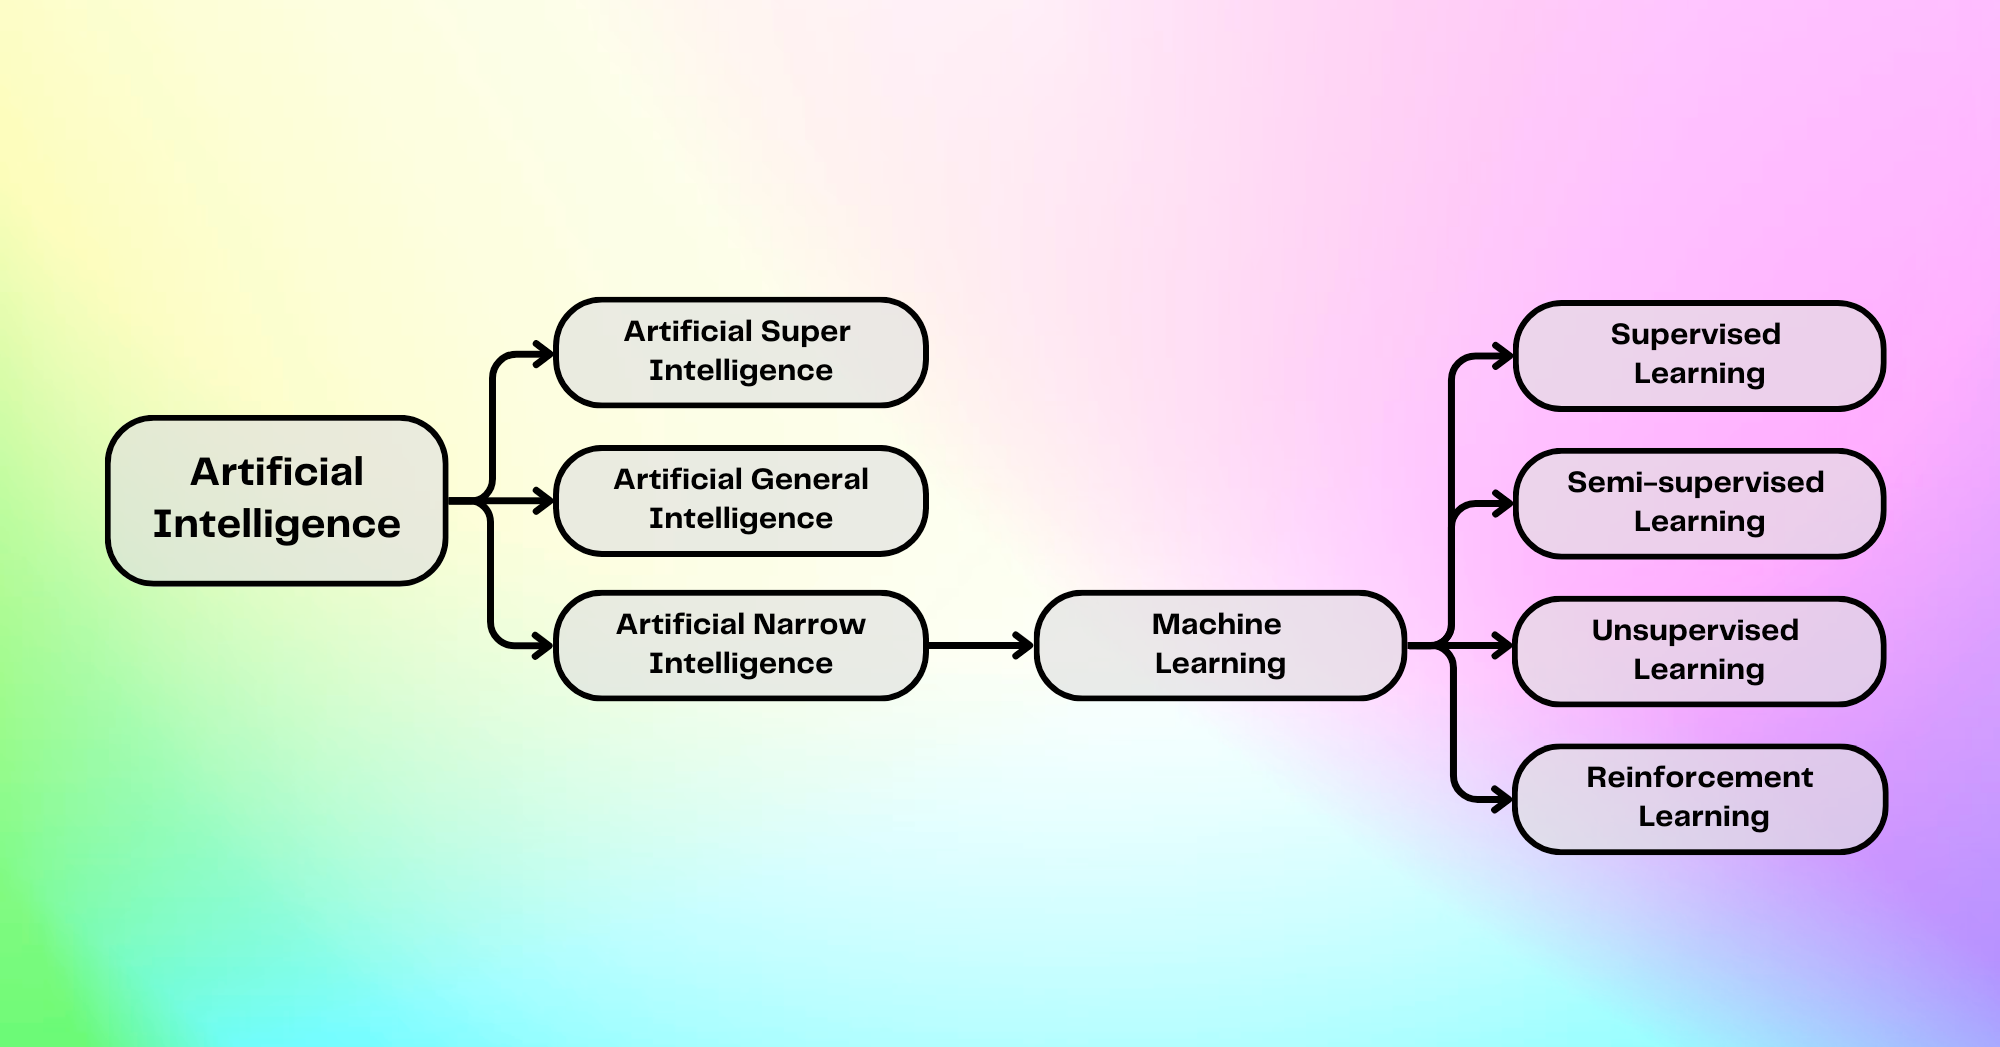 Artificial
Intelligence
Artificial Super
Intelligence
Artificial General
Intelligence
Artificial Narrow
Intelligence
Machine
Learning
Supervised
Learning
Semi-supervised
Learning
Unsupervised
Learning
Reinforcement
Learning